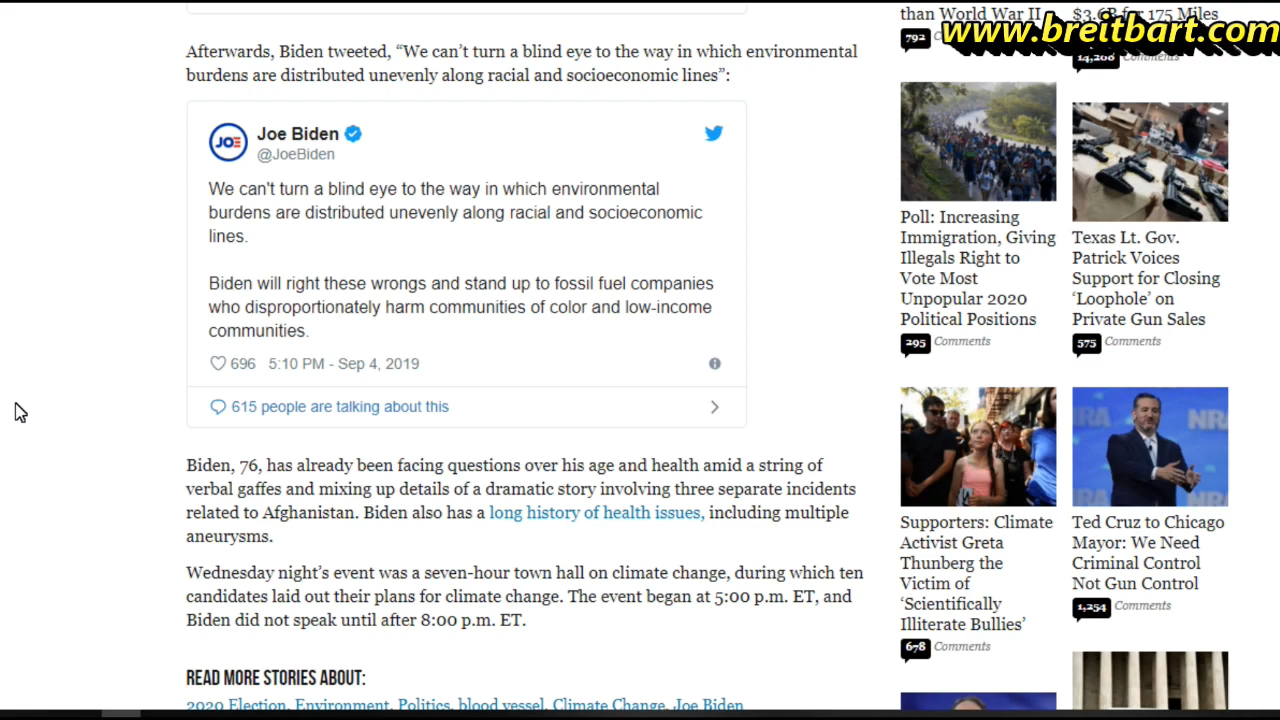 www.breitbart.com
Afterwards, Biden tweeted, “We can’t turn a blind eye to the way in which environmental
burdens are distributed unevenly along racial and socioeconomic lines”:
JOE
Joe Biden
@JoeBiden
We can't turn a blind eye to the way in which environmental
burdens are distributed unevenly along racial and socioeconomic
lines.
Biden will right these wrongs and stand up to fossil fuel companies
who disproportionately harm communities of color and low-income
communities.
696 5:10 PM - Sep 4, 2019
615 people are talking about this
Biden, 76, has already been facing questions over his age and health amid a string of
verbal gaffes and mixing up details of a dramatic story involving three separate incidents
related to Afghanistan. Biden also has a long history of health issues, including multiple
aneurysms.
Wednesday night’s event was a seven-hour town hall on climate change, during which ten
candidates laid out their plans for climate change. The event began at 5:00 p.m. ET, and
Biden did not speak until after 8:00 p.m. ET.
READ MORE STORIES ABOUT:
2020 Election, Environment, Politics, blood vessel, Climate Change, Joe Biden
than World War II
792
Poll: Increasing
Immigration, Giving
Illegals Right to
Vote Most
Unpopular 2020
Political Positions
295 Comments
Supporters: Climate
Activist Greta
Thunberg the
Victim of
‘Scientifically
Illiterate Bullies’
678 Comments
$3.6B for 175 Miles
14,208 Comments
Texas Lt. Gov.
Patrick Voices
Support for Closing
‘Loophole’ on
Private Gun Sales
575 Comments
NRA
NRA
Ted Cruz to Chicago
Mayor: We Need
Criminal Control
Not Gun Control
1,254 Comments